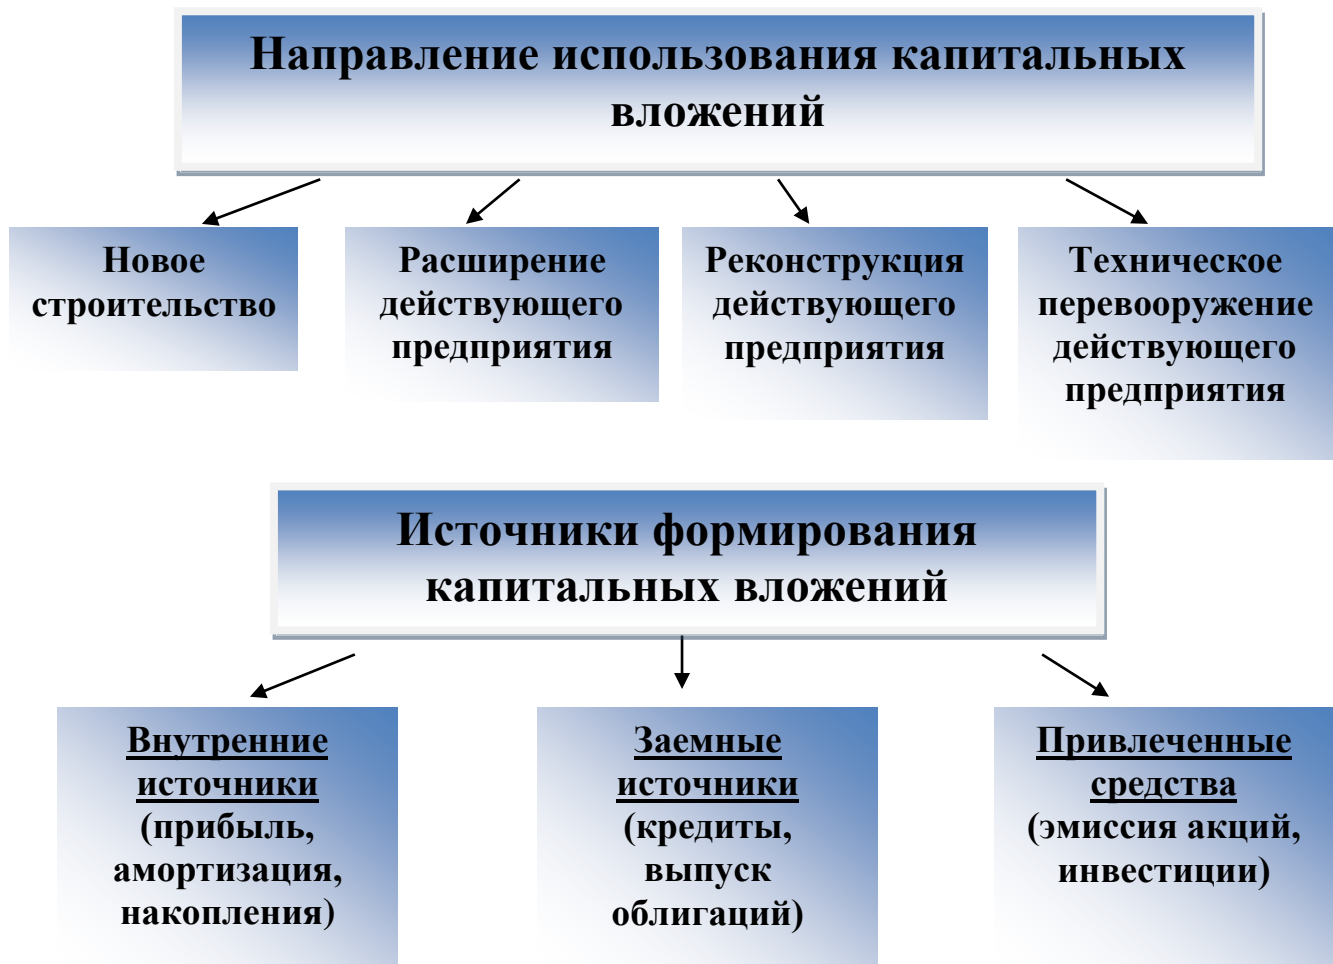 Направление использования капитальных
вложений
Новое
строительство
Расширение
действующего
предприятия
Реконструкция
действующего
предприятия
Техническое
перевооружение
действующего
предприятия
Источники формирования
капитальных вложений
Внутренние
источники
(прибыль,
амортизация,
накопления)
Заемные
источники
(кредиты,
выпуск
облигаций)
Привлеченные
средства
(эмиссия акций,
инвестиции)